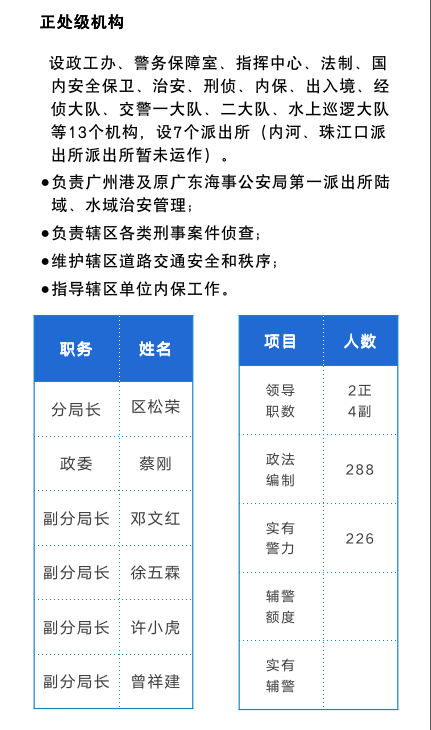 正处级机构
设政工办、警务保障室、指挥中心、法制、国
内安全保卫、治安、刑侦、内保、出入境、经
侦大队、交警一大队、二大队、水上巡逻大队
等13个机构，设7个派出所（内河、珠江口派
出所派出所暂未运作）。
●负责广州港及原广东海事公安局第一派出所陆
域、水域治安管理；
●负责辖区各类刑事案件侦查；
●维护辖区道路交通安全和秩序；
●指导辖区单位内保工作。
职务 姓名
分局长 区松荣
政委 蔡刚
副分局长 邓文红
副分局长 徐五霖
副分局长 许小虎
副分局长 曾祥建
项目 人数
领导 2正
职数 4副
政法
编制 288
实有
警力 226
辅警
额度
实有
辅警